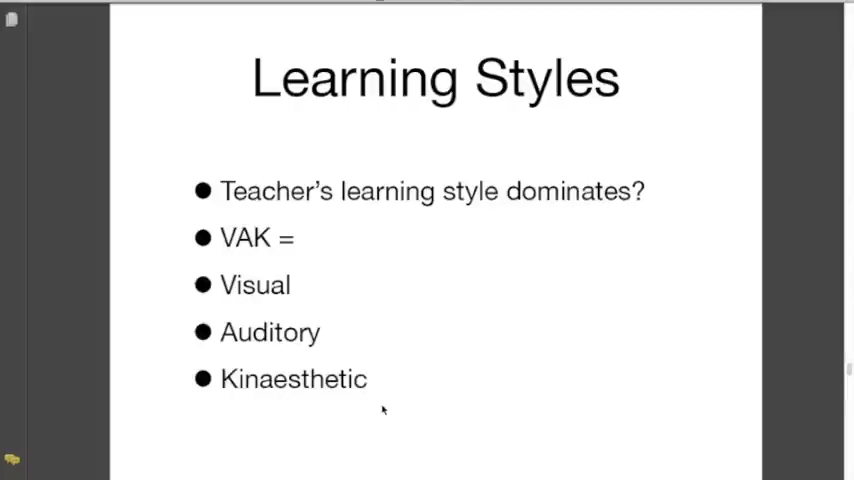 Learning Styles
● Teacher's learning style dominates?
● VAK =
● Visual
● Auditory
● Kinaesthetic